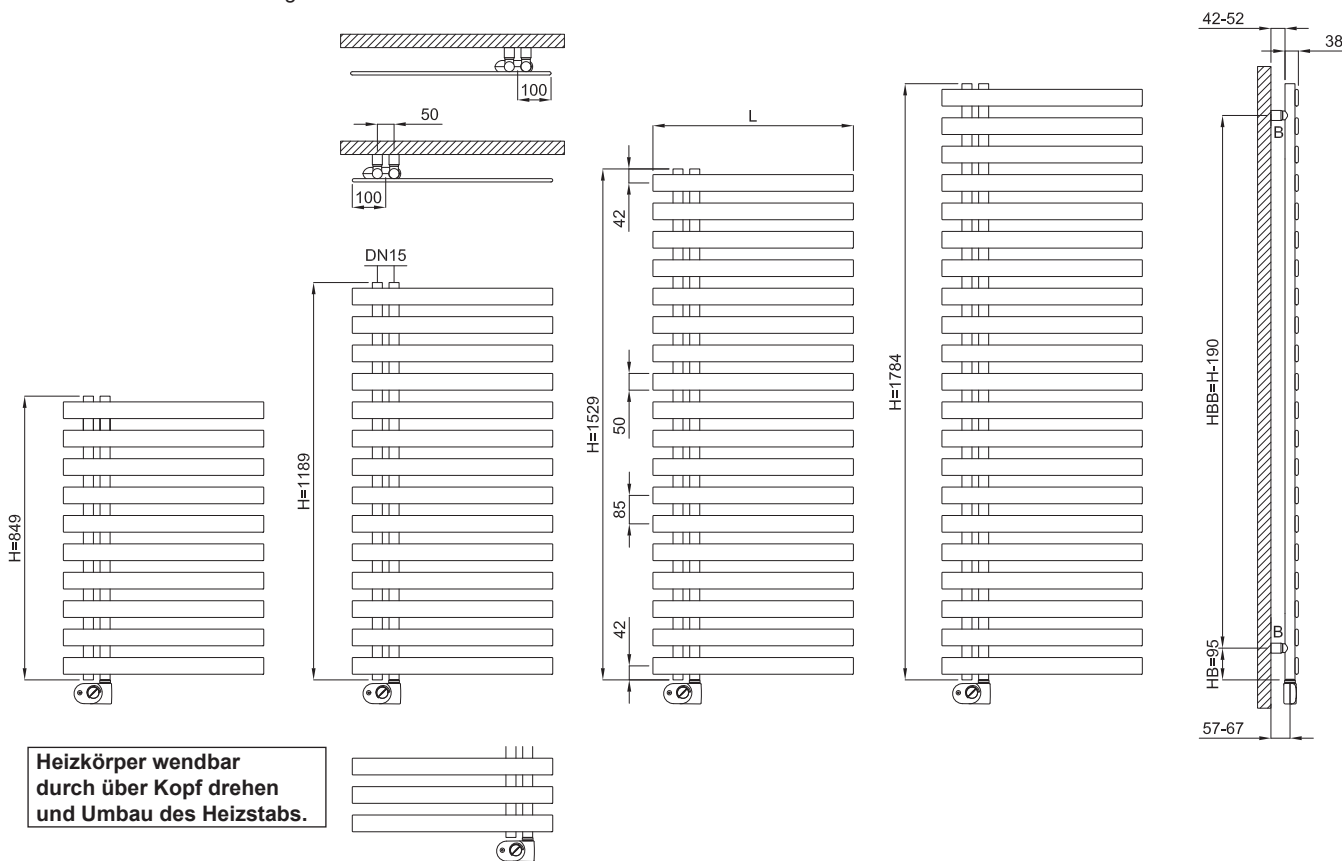 42-52
38
100
50
L
100
42
B
DN15
H=849
H=1189
H=1529
50
85
H=1784
HBB=H-190
42
B
HB=95
57-67
Heizkörper wendbar
durch über Kopf drehen
und Umbau des Heizstabs.